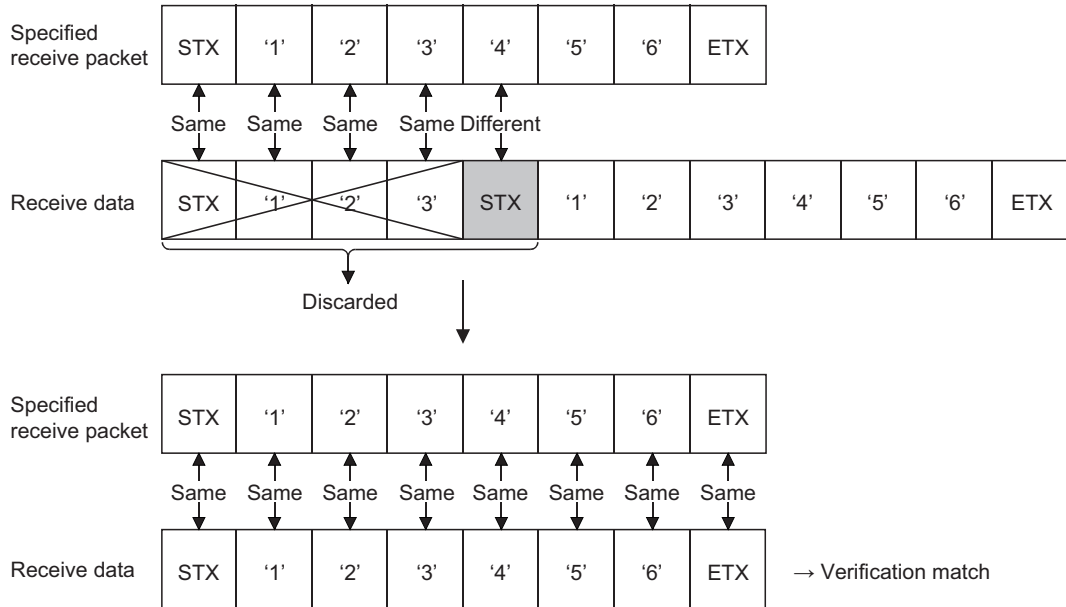 Specified
receive packet
STX ‘1’ ‘2’ ‘3’ ‘4’ ‘5’ ‘6’ ETX
Same Same Same Same Different
Receive data STX ‘1’ ‘2’ ‘3’ STX ‘1’ ‘2’ ‘3’ ‘4’ ‘5’ ‘6’ ETX
Discarded
Specified
receive packet
STX ‘1’ ‘2’ ‘3’ ‘4’ ‘5’ ‘6’ ETX
Same Same Same Same Same Same Same Same
Receive data STX ‘1’ ‘2’ ‘3’ ‘4’ ‘5’ ‘6’ ETX → Verification match